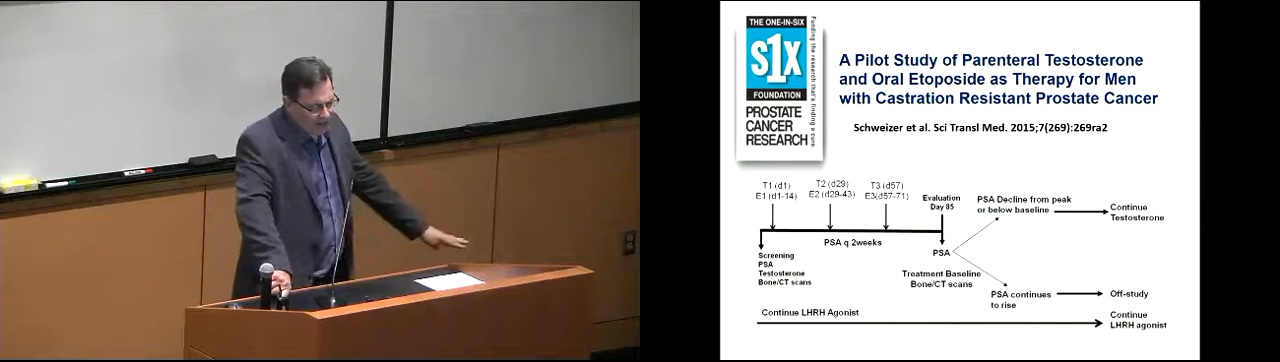 THE ONE-IN-SIX
S1X
FOUNDATION
PROSTATE
CANCER
RESEARCH
Funding the research that's finding a cure
A Pilot Study of Parenteral Testosterone
and Oral Etoposide as Therapy for Men
with Castration Resistant Prostate Cancer
Schweizer et al. Sci Transl Med. 2015;7(269):269ra2
T1 (d1)
E1 (d1-14)
T2 (d29)
E2 (d29-43)
T3 (d57)
E3(d57-71)
Evaluation
Day 85
PSA Decline from peak
or below baseline
Continue
Testosterone
PSA q 2weeks
PSA
Screening
PSA
Testosterone
Bone/CT scans
Treatment Baseline
Bone/CT scans
PSA continues
to rise
Off-study
Continue LHRH Agonist
Continue
LHRH agonist